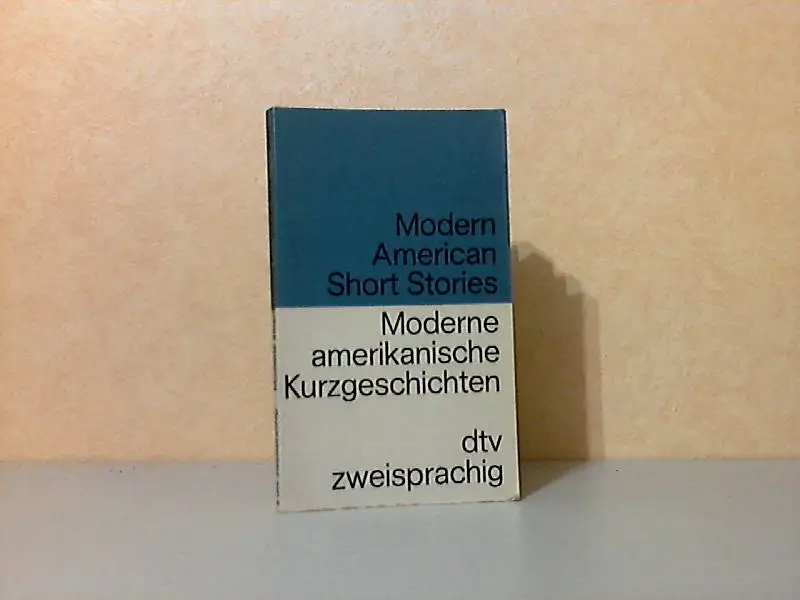 Modern
American
Short Stories
Moderne
amerikanische
Kurzgeschichten
dtv
zweisprachig